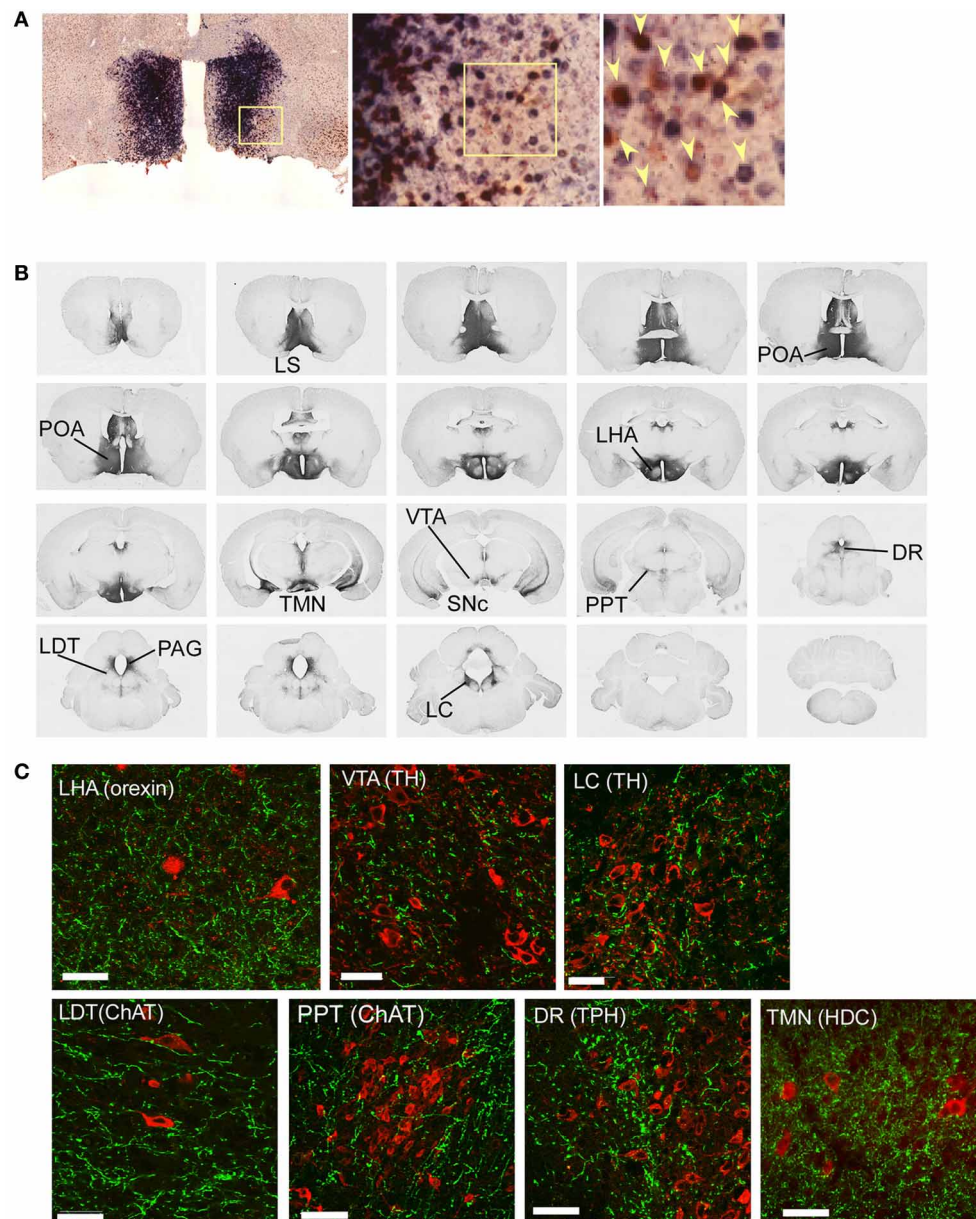 A
B
LS
POA
POA
LHA
VTA
DR
TMN
SNc
PPT
LDT
PAG
LC
C
LHA (orexin)
VTA (TH)
LC (TH)
LDT(ChAT)
PPT (ChAT)
DR (TPH)
TMN (HDC)